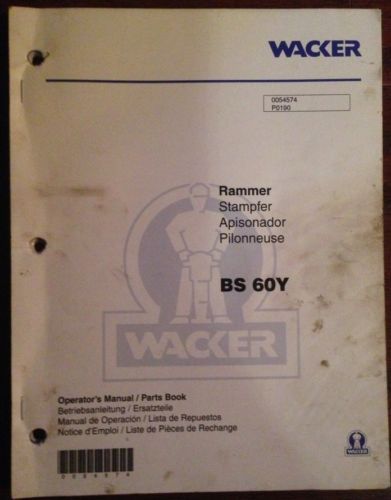 WACKER
0054574
P0190
Rammer
Stampfer
Apisonador
Pilonneuse
BS 60Y
WACKER
Operator's Manual / Parts Book
Betriebsanleitung / Ersatzteile
Manual de Operación / Lista de Repuestos
Notice d'Emploi / Liste de Pièces de Rechange
0054574